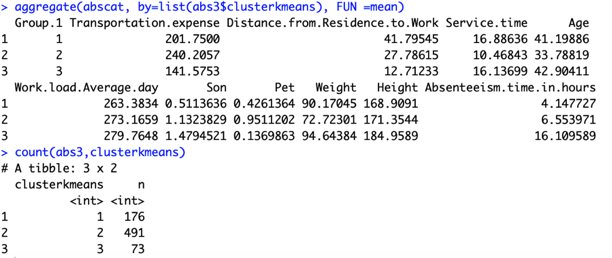 > aggregate(abscat, by=list(abs3$clusterkmeans), FUN =mean)
Group.1 Transportation.expense Distance.from.Residence.to.Work Service.time Age
1 1 201.7500 41.79545 16.88636 41.19886
2 2 240.2057 27.78615 10.46843 33.78819
3 3 141.5753 12.71233 16.13699 42.90411
Work.load.Average.day Son Pet Weight Height Absenteeism.time.in.hours
1 263.3834 0.5113636 0.4261364 90.17045 168.9091 4.147727
2 273.1659 1.1323829 0.9511202 72.72301 171.3544 6.553971
3 279.7648 1.4794521 0.1369863 94.64384 184.9589 16.109589
> count(abs3,clusterkmeans)
# A tibble: 3 x 2
clusterkmeans n
<int> <int>
1 1 176
2 2 491
3 3 73